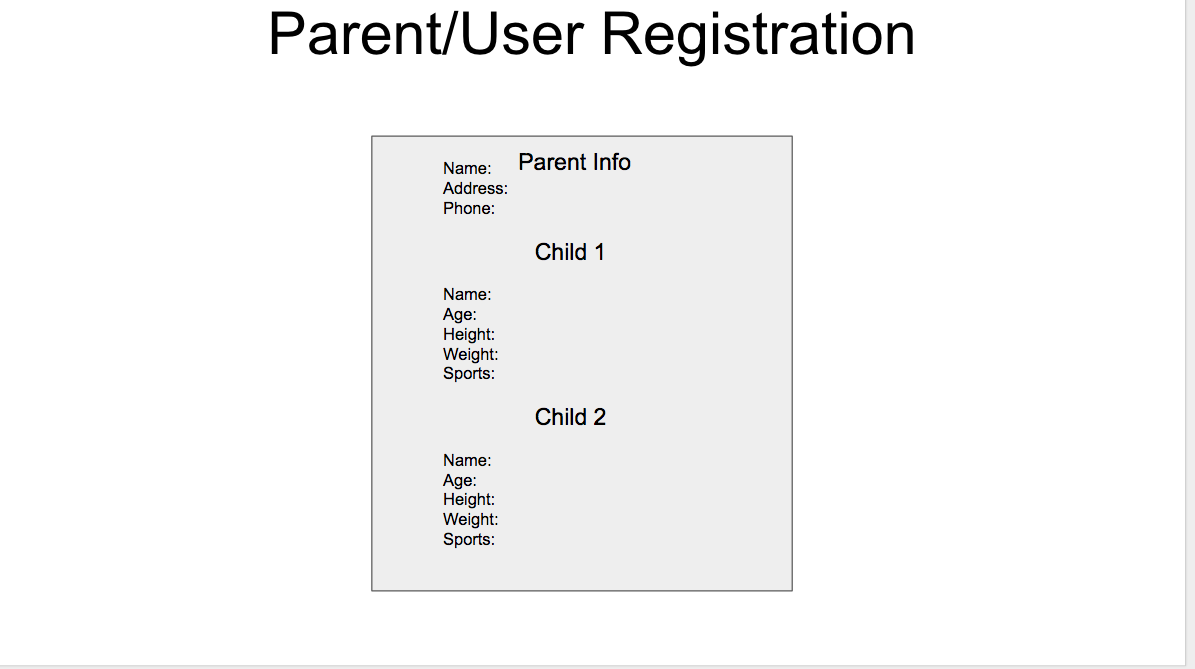 Parent/User Registration
Parent Info
Name:
Address:
Phone:
Child 1
Name:
Age:
Height:
Weight:
Sports:
Child 2
Name:
Age:
Height:
Weight:
Sports: